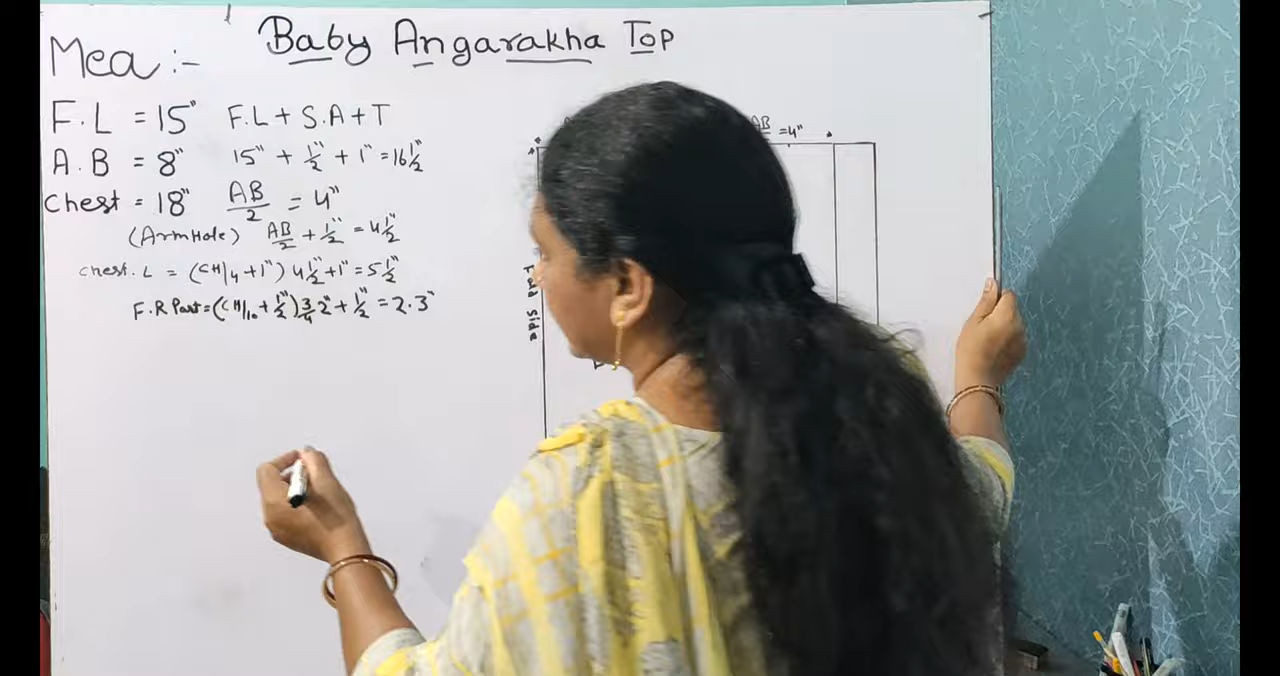 Baby Angarakha Top
Mea :-
F.L = 15" F.L + S.A + T
A.B = 8" 15" + 1/2" + 1" = 16 1/2"
Chest = 18" AB/2 = 4"
(ArmHole) AB/2 + 1/2" = 4 1/2"
Chest. L = (CH/4 + 1") 4 1/2" + 1" = 5 1/2"
F.R Part = (CH/10 + 1/2") 3/4 2" + 1/2" = 2.3"
AB = 4"
Side